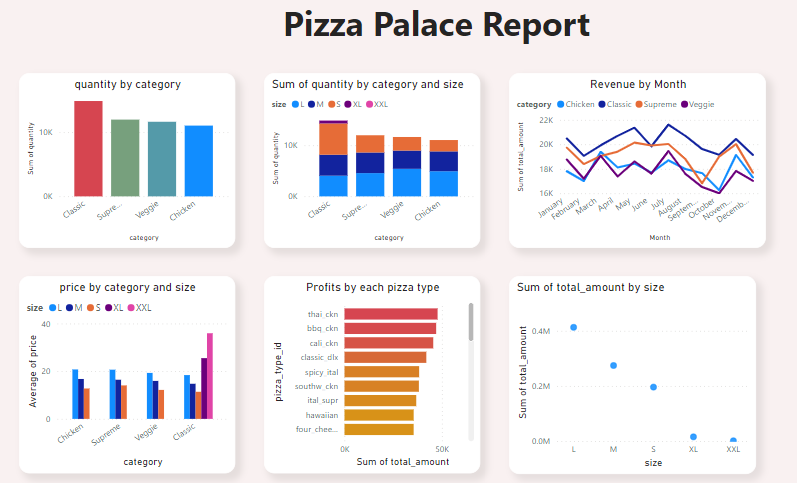 Pizza Palace Report
quantity by category
Sum of quantity
10K
0K
Classic
Supre...
Veggie
Chicken
category
Sum of quantity by category and size
size L M S XL XXL
Sum of quantity
10K
0K
Classic
Supre...
Veggie
Chicken
category
Revenue by Month
category Chicken Classic Supreme Veggie
Sum of total_amount
22K
20K
18K
16K
January
February
March
April
May
June
July
August
Septem...
October
Novem...
Decemb...
Month
price by category and size
size L M S XL XXL
Average of price
40
20
0
Chicken
Supreme
Veggie
Classic
category
Profits by each pizza type
pizza_type_id
thai_ckn
bbq_ckn
cali_ckn
classic_dlx
spicy_ital
southw_ckn
ital_supr
hawaiian
four_chee...
0K
50K
Sum of total_amount
Sum of total_amount by size
Sum of total_amount
0.4M
0.2M
0.0M
L
M
S
XL
XXL
size